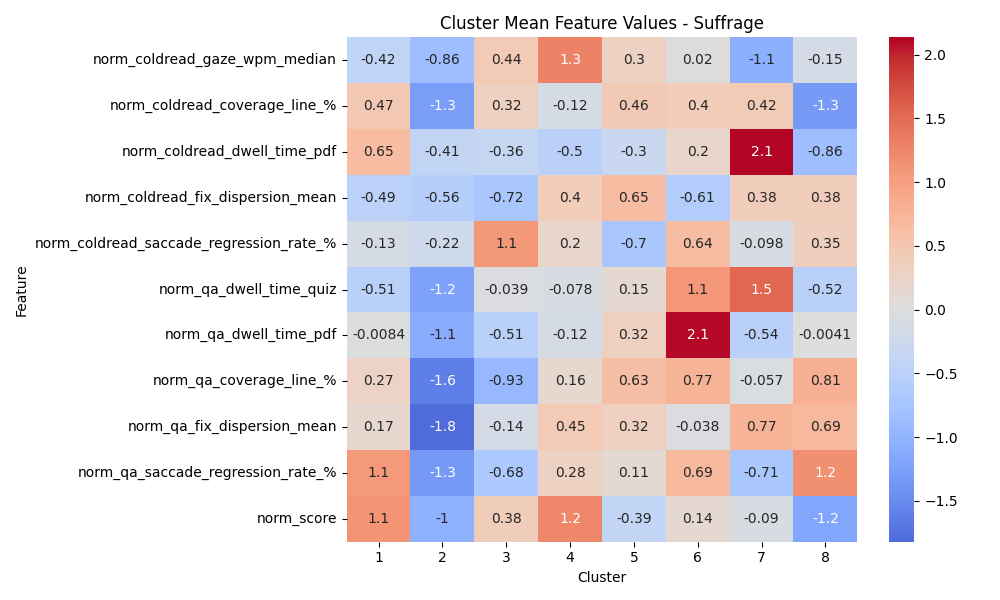 Cluster Mean Feature Values - Suffrage
norm_coldread_gaze_wpm_median -0.42 -0.86 0.44 1.3 0.3 0.02 -1.1 -0.15
norm_coldread_coverage_line_% 0.47 -1.3 0.32 -0.12 0.46 0.4 0.42 -1.3
norm_coldread_dwell_time_pdf 0.65 -0.41 -0.36 -0.5 -0.3 0.2 2.1 -0.86
norm_coldread_fix_dispersion_mean -0.49 -0.56 -0.72 0.4 0.65 -0.61 0.38 0.38
norm_coldread_saccade_regression_rate_% -0.13 -0.22 1.1 0.2 -0.7 0.64 -0.098 0.35
norm_qa_dwell_time_quiz -0.51 -1.2 -0.039 -0.078 0.15 1.1 1.5 -0.52
norm_qa_dwell_time_pdf -0.0084 -1.1 -0.51 -0.12 0.32 2.1 -0.54 -0.0041
norm_qa_coverage_line_% 0.27 -1.6 -0.93 0.16 0.63 0.77 -0.057 0.81
norm_qa_fix_dispersion_mean 0.17 -1.8 -0.14 0.45 0.32 -0.038 0.77 0.69
norm_qa_saccade_regression_rate_% 1.1 -1.3 -0.68 0.28 0.11 0.69 -0.71 1.2
norm_score 1.1 -1 0.38 1.2 -0.39 0.14 -0.09 -1.2
1 2 3 4 5 6 7 8
Cluster
Feature
2.0
1.5
1.0
0.5
0.0
−0.5
−1.0
−1.5